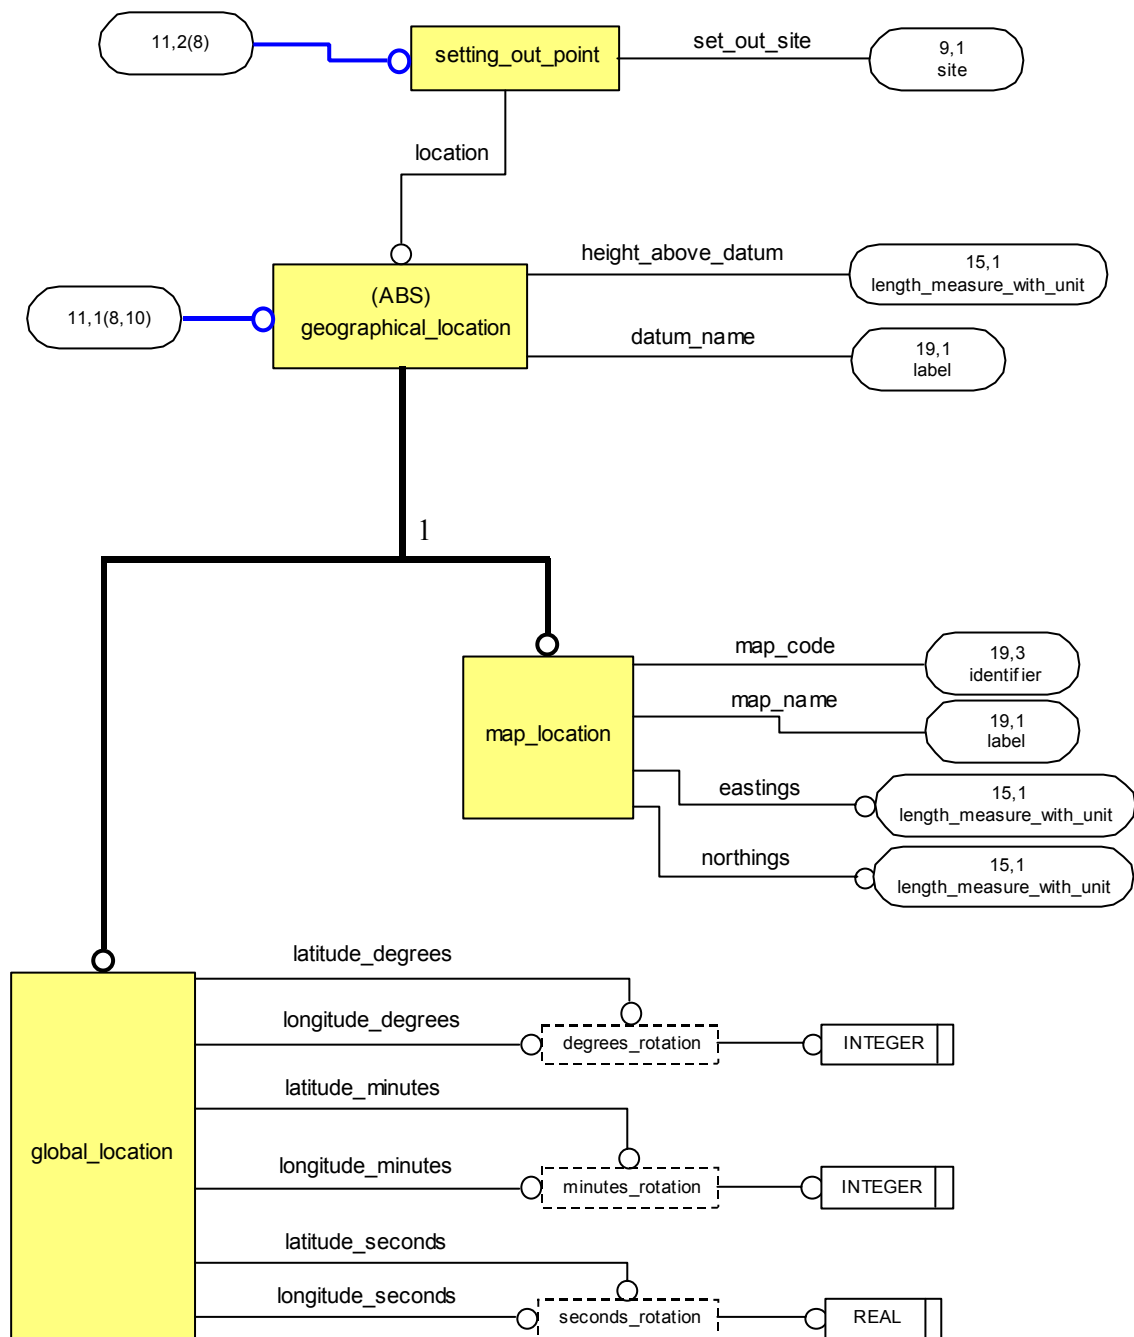 11,2(8)
setting_out_point
set_out_site
9,1
site
location
height_above_datum
15,1
length_measure_with_unit
(ABS)
geographical_location
11,1(8,10)
datum_name
19,1
label
1
map_code
19,3
identifier
map_name
19,1
label
map_location
eastings
15,1
length_measure_with_unit
northings
15,1
length_measure_with_unit
latitude_degrees
longitude_degrees
degrees_rotation
INTEGER
latitude_minutes
global_location
longitude_minutes
minutes_rotation
INTEGER
latitude_seconds
longitude_seconds
seconds_rotation
REAL